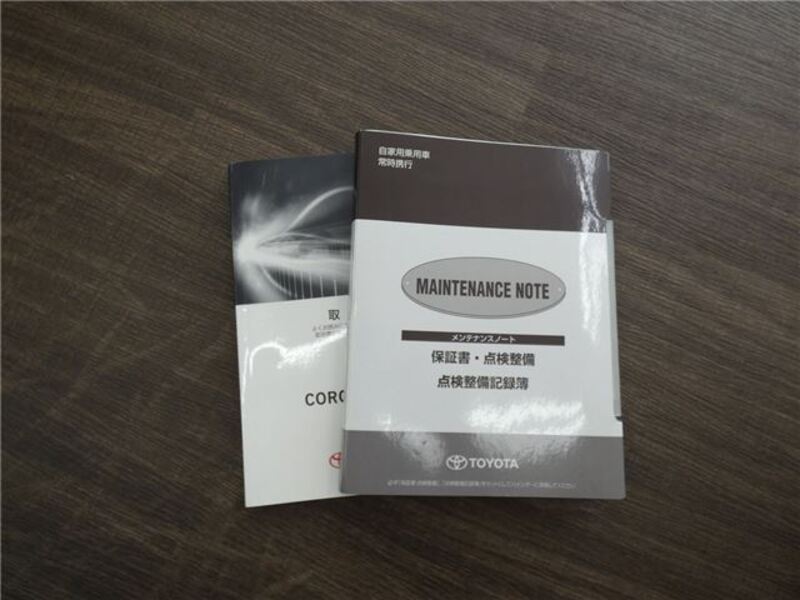 自家用乗用車
常時携行
MAINTENANCE NOTE
メンテナンスノート
保証書・点検整備
点検整備記録簿
TOYOTA
取
CORO